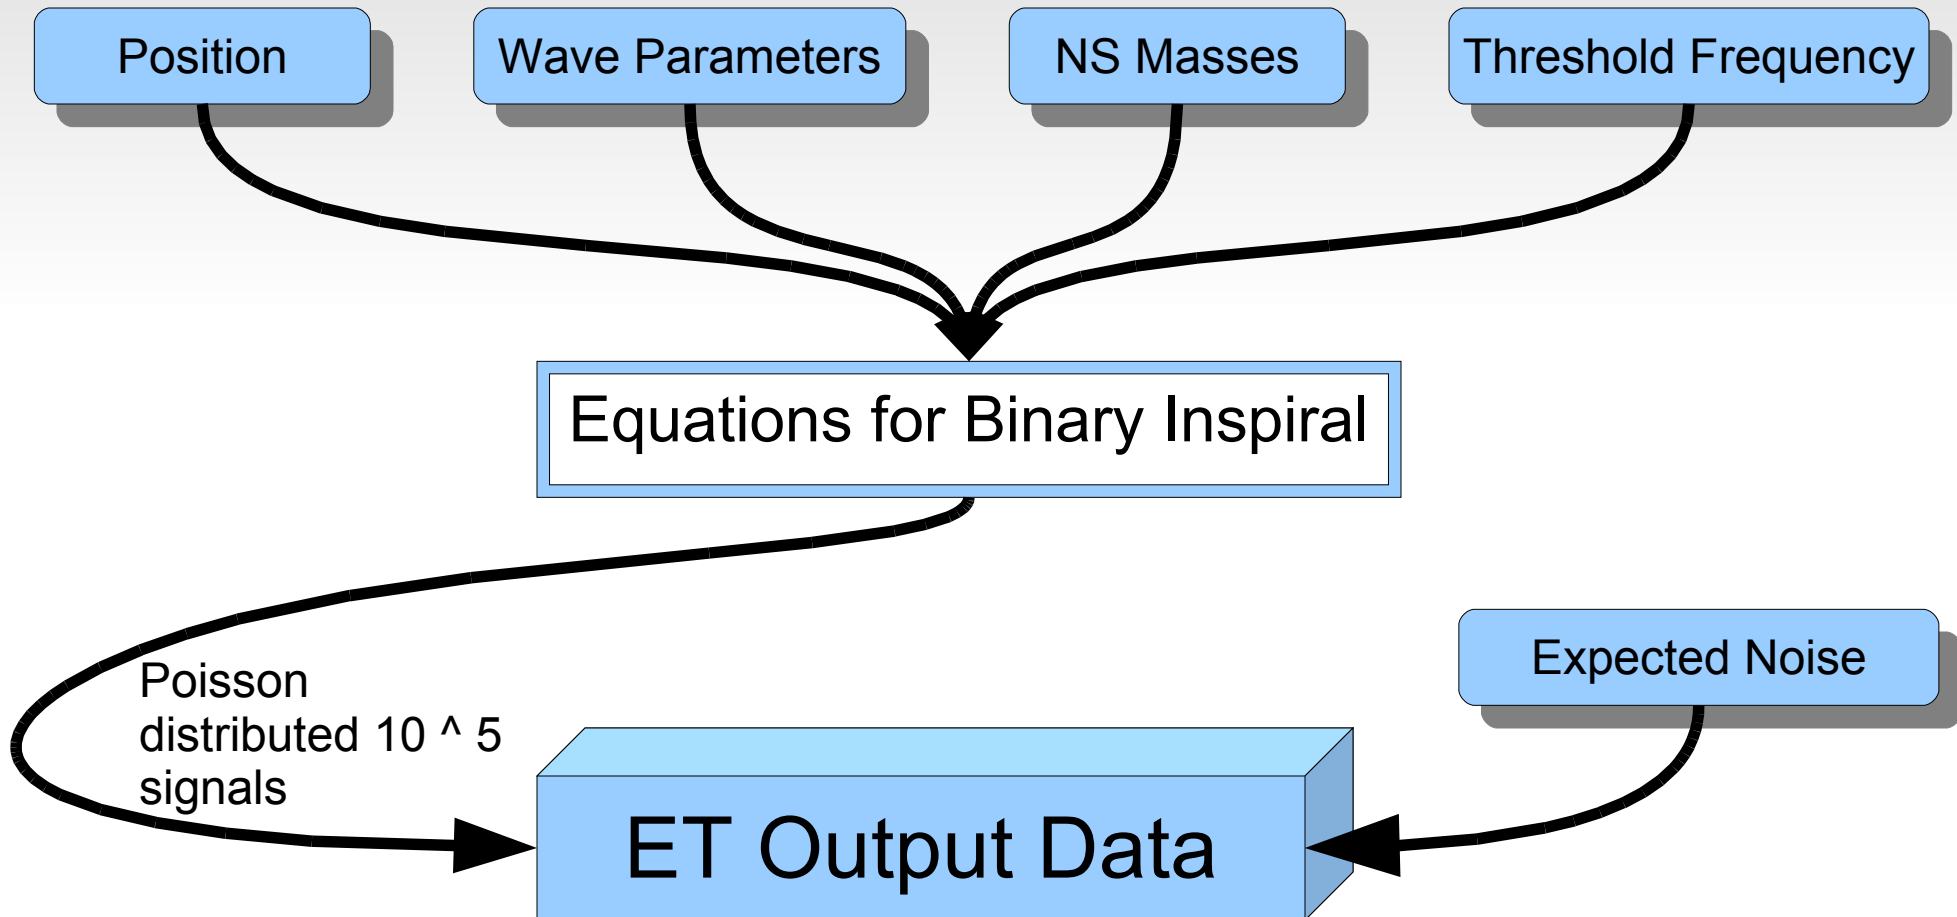 Position
Wave Parameters
NS Masses
Threshold Frequency
Equations for Binary Inspiral
Poisson
distributed 10 ^ 5
signals
Expected Noise
ET Output Data